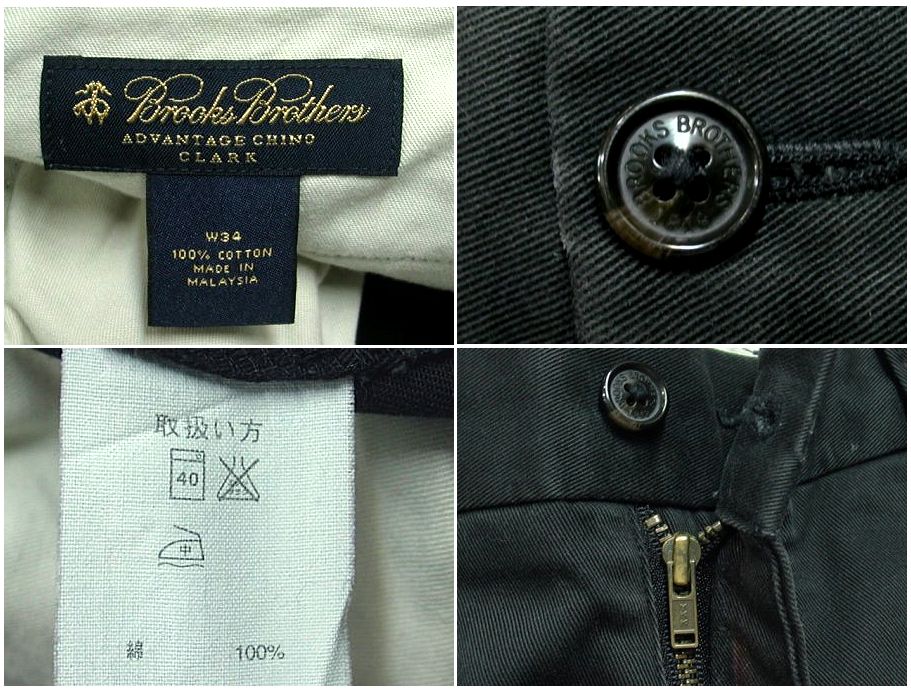 Brooks Brothers
ADVANTAGE CHINO
CLARK
W34
100% COTTON
MADE IN
MALAYSIA
BROOKS BROTHERS
取扱い方
40
中
綿 100%